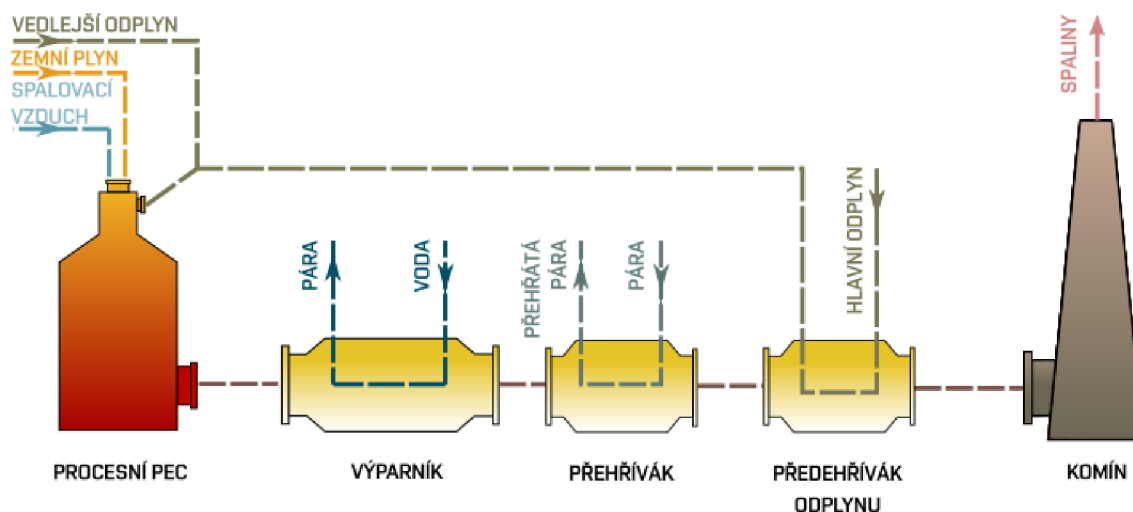 VEDLEJŠÍ ODPLYN
ZEMNÍ PLYN
SPALOVACÍ
VZDUCH
SPALINY
HLAVNÍ ODPLYN
PÁRA
VODA
PŘEHŘÁTÁ
PÁRA
PÁRA
PROCESNÍ PEC
VÝPARNÍK
PŘEHŘÍVÁK
PŘEDEHŘÍVÁK
ODPLYNU
KOMÍN